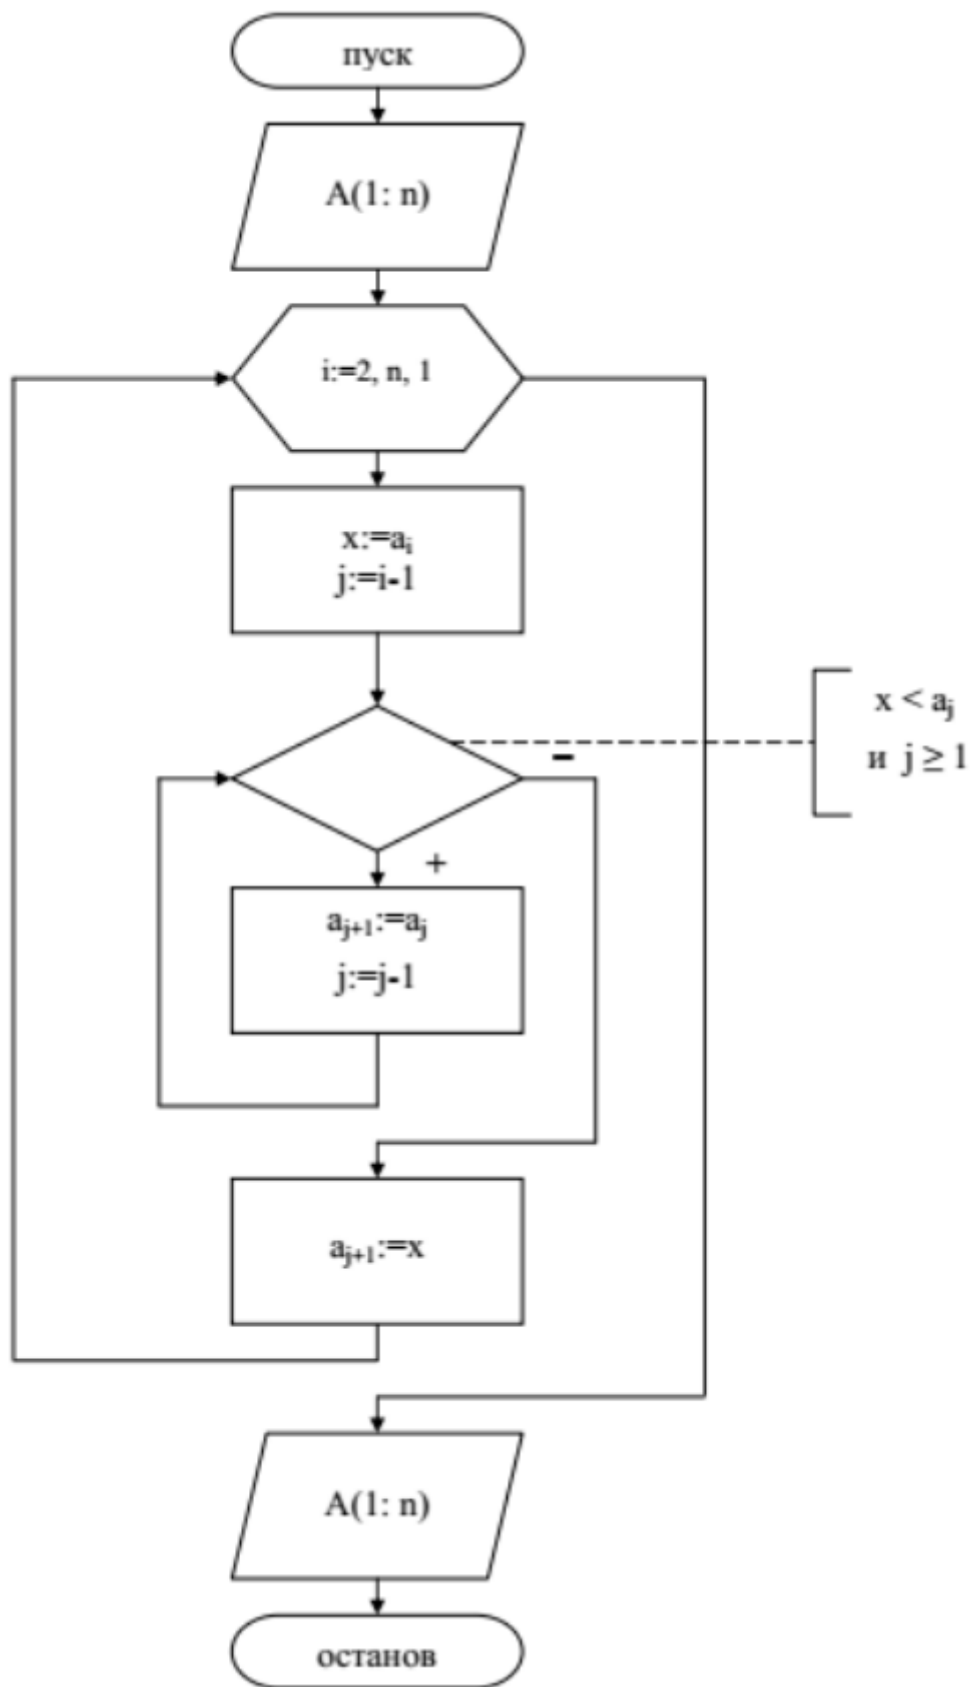 пуск
A(1: n)
i:=2, n, 1
x:=aᵢ
j:=i-1
x < aⱼ
и j ≥ 1
−
+
aⱼ₊₁:=aⱼ
j:=j-1
aⱼ₊₁:=x
A(1: n)
останов